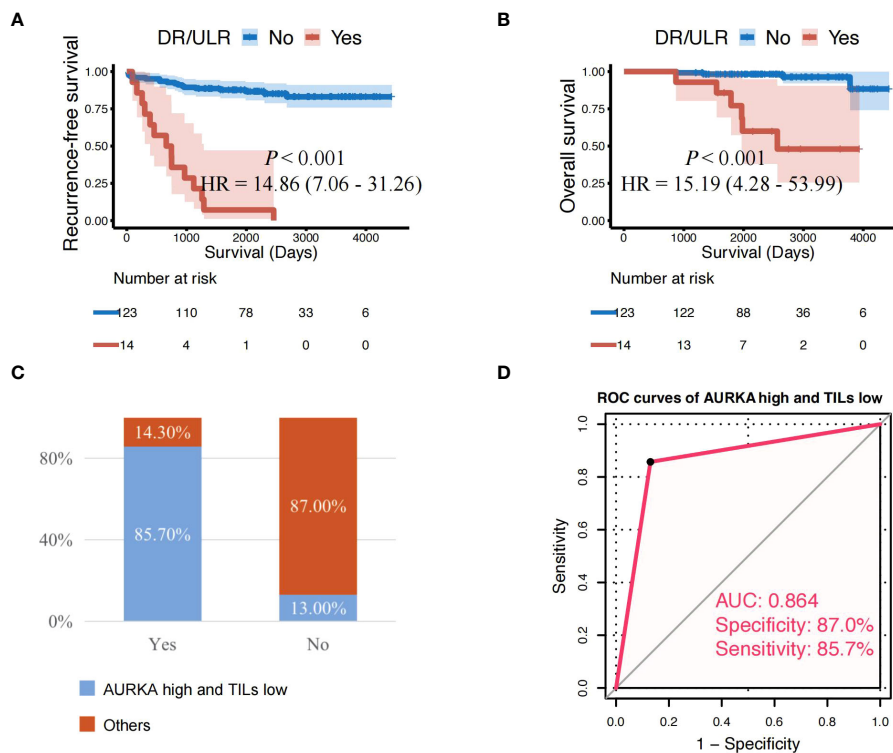 A
DR/ULR No Yes
Recurrence-free survival
1.00
0.75
0.50
0.25
0.00
P < 0.001
HR = 14.86 (7.06 - 31.26)
0 1000 2000 3000 4000
Survival (Days)
Number at risk
123 110 78 33 6
14 4 1 0 0
B
DR/ULR No Yes
Overall survival
1.00
0.75
0.50
0.25
0.00
P < 0.001
HR = 15.19 (4.28 - 53.99)
0 1000 2000 3000 4000
Survival (Days)
Number at risk
123 122 88 36 6
14 13 7 2 0
C
80%
40%
0%
14.30%
85.70%
87.00%
13.00%
Yes No
AURKA high and TILs low
Others
D
ROC curves of AURKA high and TILs low
Sensitivity
1.0
0.8
0.6
0.4
0.2
0.0
AUC: 0.864
Specificity: 87.0%
Sensitivity: 85.7%
0.0 0.2 0.4 0.6 0.8 1.0
1 − Specificity